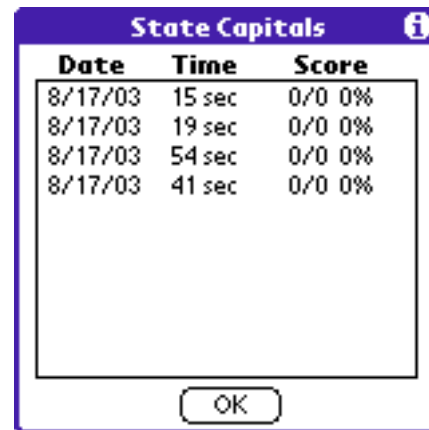 State Capitals
Date Time Score
8/17/03 15 sec 0/0 0%
8/17/03 19 sec 0/0 0%
8/17/03 54 sec 0/0 0%
8/17/03 41 sec 0/0 0%
OK